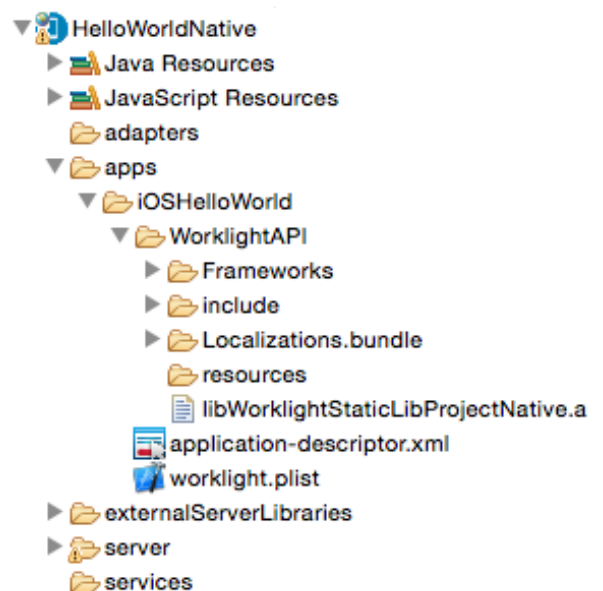 HelloWorldNative
Java Resources
JavaScript Resources
adapters
apps
iOSHelloWorld
WorklightAPI
Frameworks
include
Localizations.bundle
resources
libWorklightStaticLibProjectNative.a
application-descriptor.xml
worklight.plist
externalServerLibraries
server
services